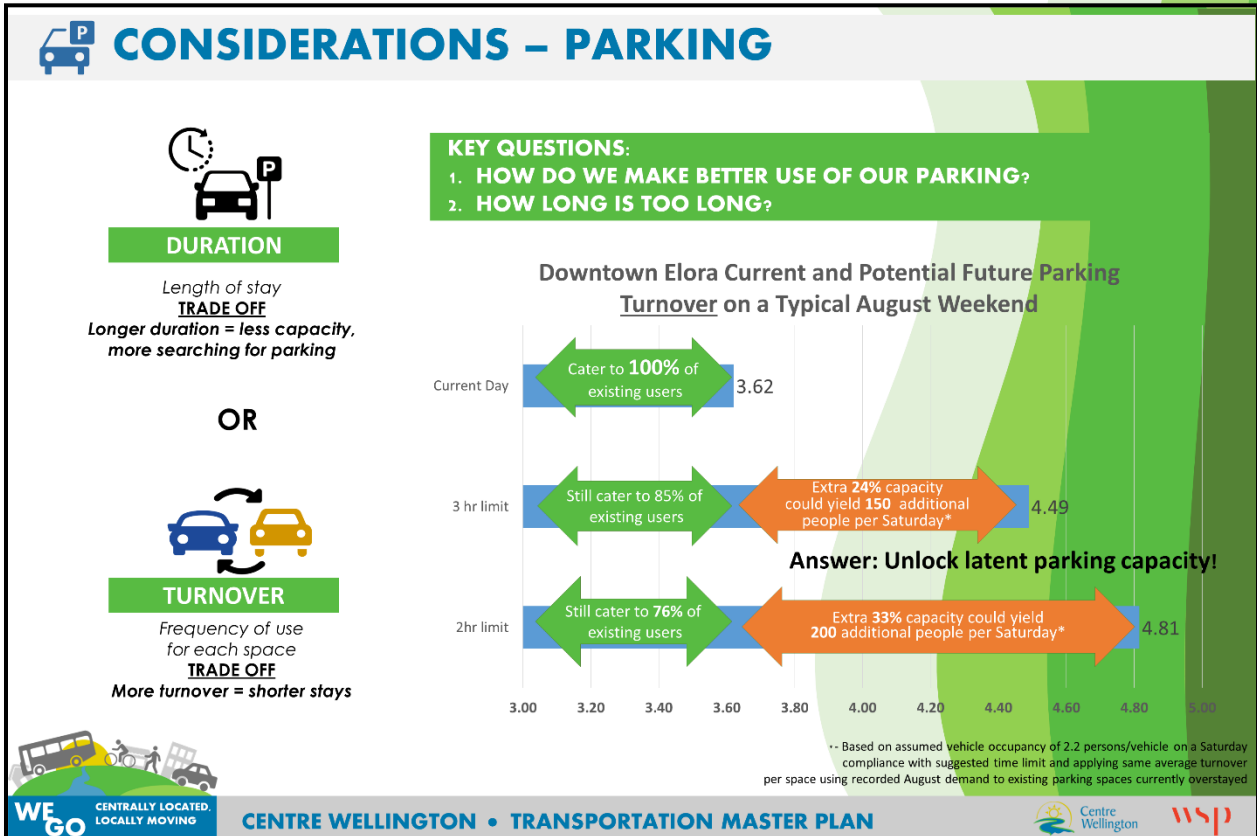 P
CONSIDERATIONS – PARKING
P
DURATION
Length of stay
TRADE OFF
Longer duration = less capacity,
more searching for parking
OR
TURNOVER
Frequency of use
for each space
TRADE OFF
More turnover = shorter stays
KEY QUESTIONS:
1. HOW DO WE MAKE BETTER USE OF OUR PARKING?
2. HOW LONG IS TOO LONG?
Downtown Elora Current and Potential Future Parking
Turnover on a Typical August Weekend
Current Day
Cater to 100% of
existing users
3.62
3 hr limit
Still cater to 85% of
existing users
Extra 24% capacity
could yield 150 additional
people per Saturday*
4.49
Answer: Unlock latent parking capacity!
2hr limit
Still cater to 76% of
existing users
Extra 33% capacity could yield
200 additional people per Saturday*
4.81
3.00 3.20 3.40 3.60 3.80 4.00 4.20 4.40 4.60 4.80 5.00
*- Based on assumed vehicle occupancy of 2.2 persons/vehicle on a Saturday
compliance with suggested time limit and applying same average turnover
per space using recorded August demand to existing parking spaces currently overstayed
WE GO
CENTRALLY LOCATED.
LOCALLY MOVING
CENTRE WELLINGTON • TRANSPORTATION MASTER PLAN
Centre
Wellington
wsp